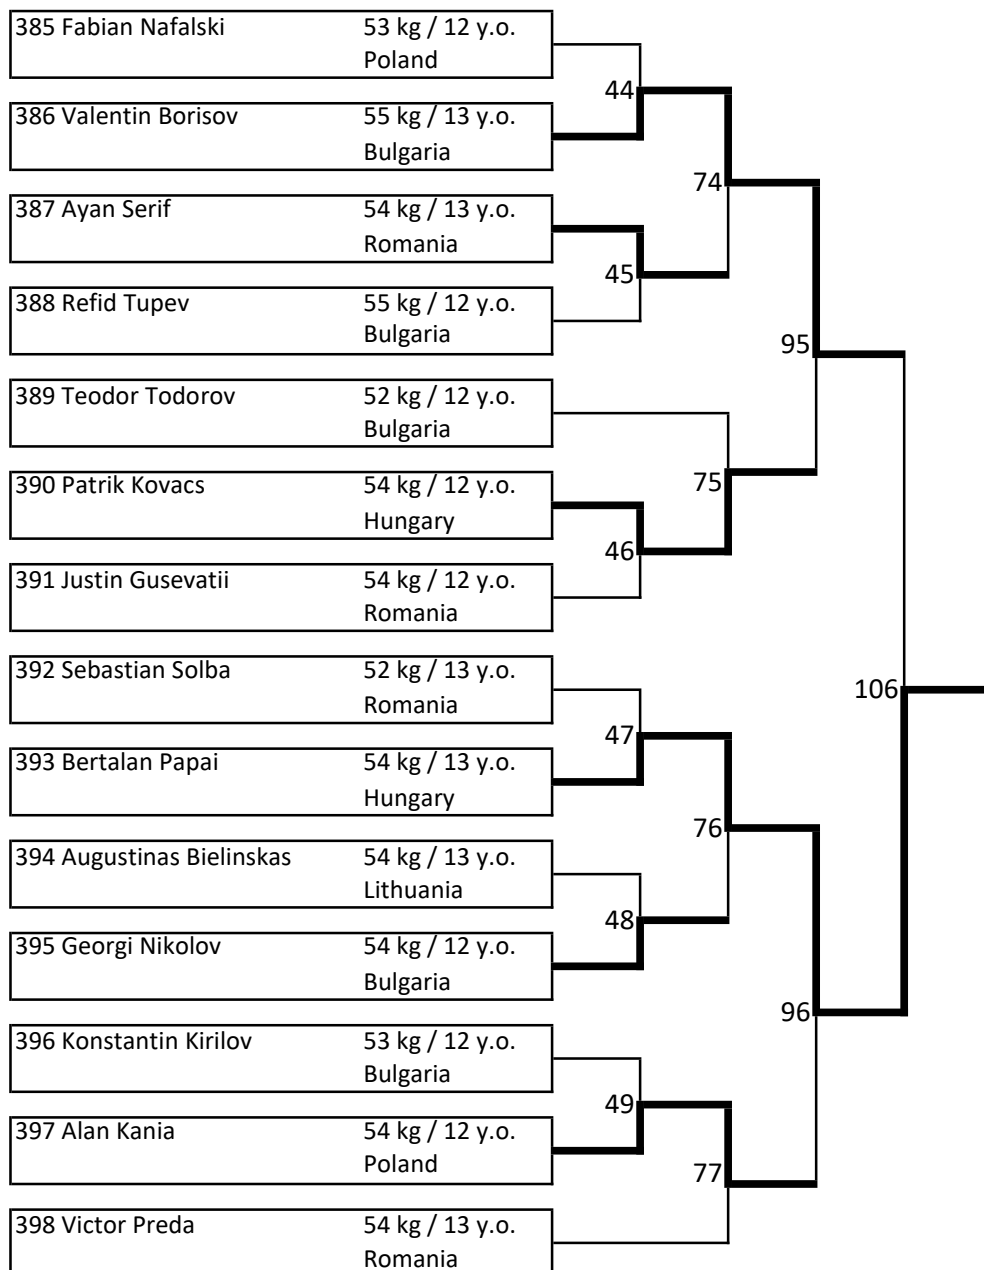 385 Fabian Nafalski 53 kg / 12 y.o.
Poland
44
386 Valentin Borisov 55 kg / 13 y.o.
Bulgaria
74
387 Ayan Serif 54 kg / 13 y.o.
Romania
45
388 Refid Tupev 55 kg / 12 y.o.
Bulgaria
95
389 Teodor Todorov 52 kg / 12 y.o.
Bulgaria
75
390 Patrik Kovacs 54 kg / 12 y.o.
Hungary
46
391 Justin Gusevatii 54 kg / 12 y.o.
Romania
392 Sebastian Solba 52 kg / 13 y.o.
Romania
106
47
393 Bertalan Papai 54 kg / 13 y.o.
Hungary
76
394 Augustinas Bielinskas 54 kg / 13 y.o.
Lithuania
48
395 Georgi Nikolov 54 kg / 12 y.o.
Bulgaria
96
396 Konstantin Kirilov 53 kg / 12 y.o.
Bulgaria
49
397 Alan Kania 54 kg / 12 y.o.
Poland
77
398 Victor Preda 54 kg / 13 y.o.
Romania